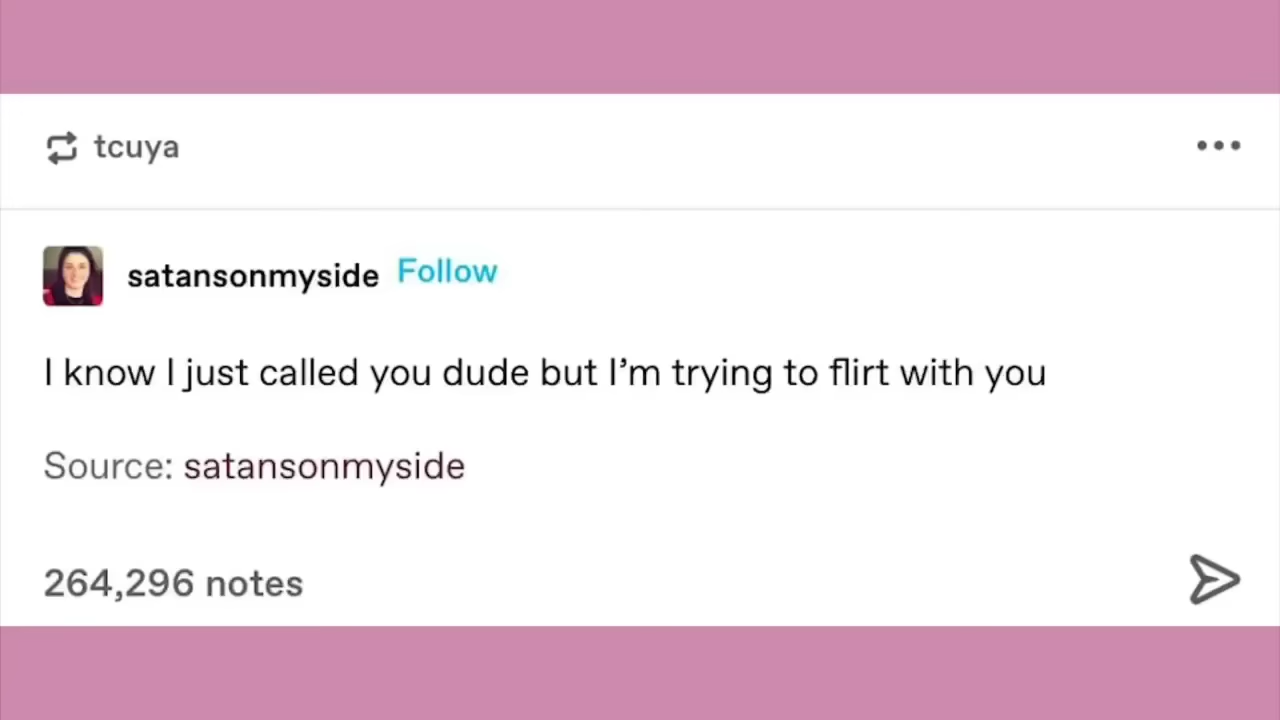 tcuya
satansonmyside Follow
I know I just called you dude but I’m trying to flirt with you
Source: satansonmyside
264,296 notes